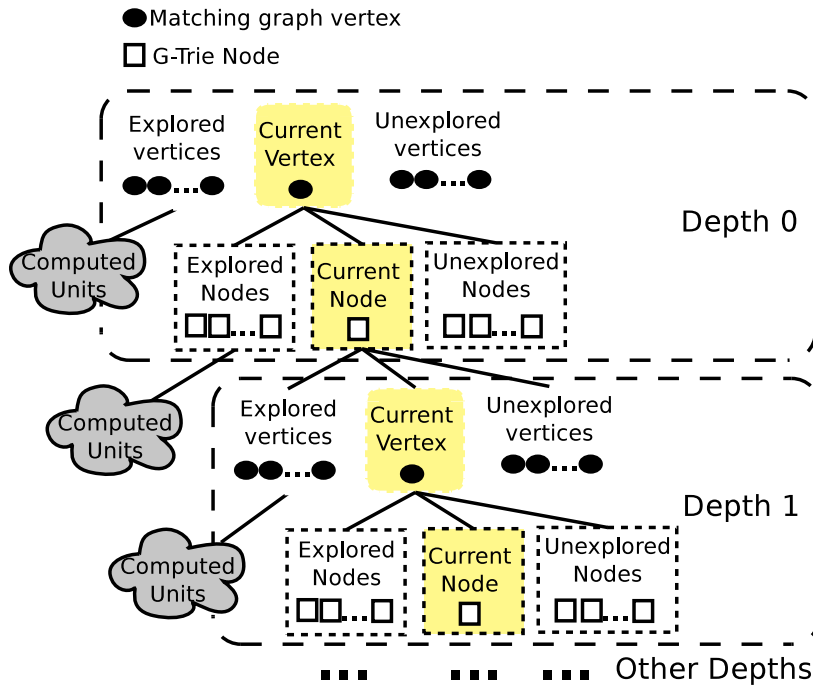 Matching graph vertex
G-Trie Node
Explored
vertices
Current
Vertex
Unexplored
vertices
Depth 0
Computed
Units
Explored
Nodes
Current
Node
Unexplored
Nodes
Computed
Units
Explored
vertices
Current
Vertex
Unexplored
vertices
Depth 1
Computed
Units
Explored
Nodes
Current
Node
Unexplored
Nodes
Other Depths